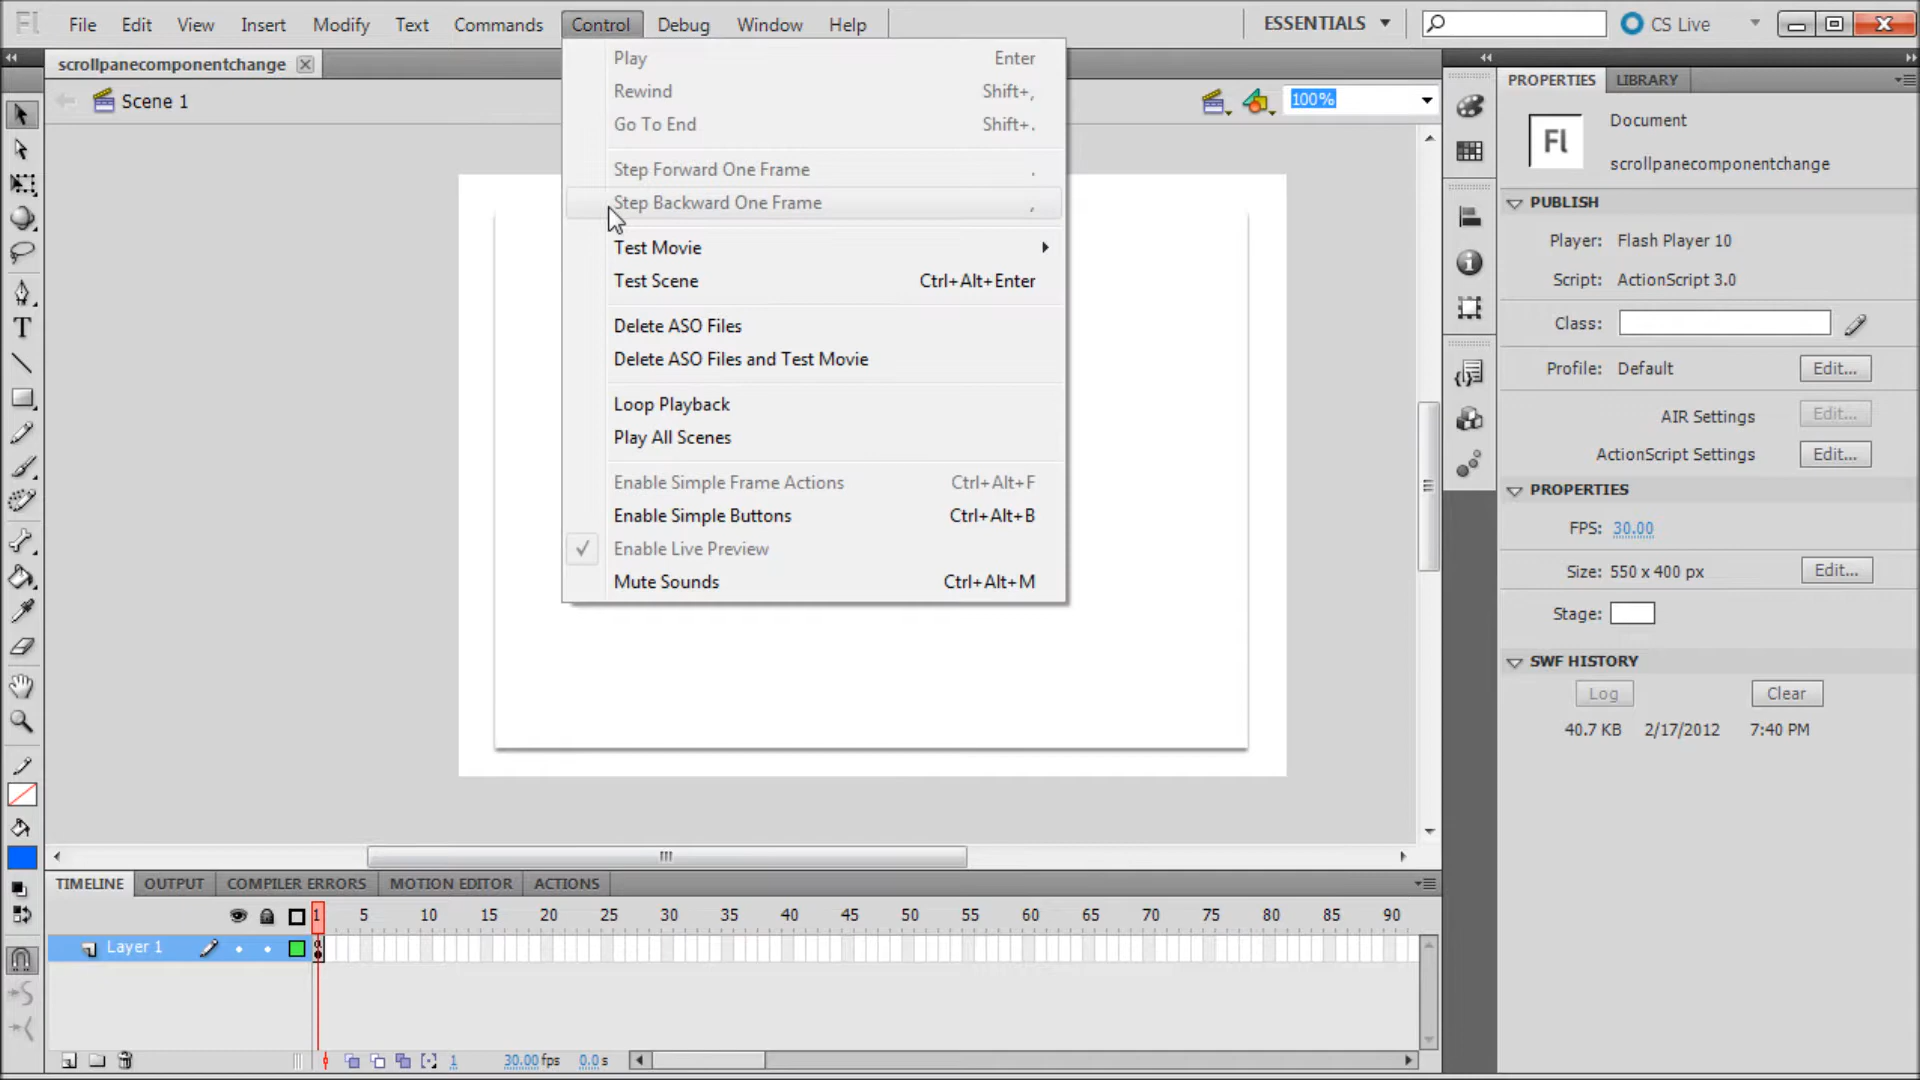 Fl File Edit View Insert Modify Text Commands Control Debug Window Help ESSENTIALS CS Live
scrollpanecomponentchange
Scene 1
100%
Play Enter
Rewind Shift+,
Go To End Shift+.
Step Forward One Frame .
Step Backward One Frame ,
Test Movie
Test Scene Ctrl+Alt+Enter
Delete ASO Files
Delete ASO Files and Test Movie
Loop Playback
Play All Scenes
Enable Simple Frame Actions Ctrl+Alt+F
Enable Simple Buttons Ctrl+Alt+B
Enable Live Preview
Mute Sounds Ctrl+Alt+M
PROPERTIES LIBRARY
Fl
Document
scrollpanecomponentchange
PUBLISH
Player: Flash Player 10
Script: ActionScript 3.0
Class:
Profile: Default Edit...
AIR Settings Edit...
ActionScript Settings Edit...
PROPERTIES
FPS: 30.00
Size: 550 x 400 px Edit...
Stage:
SWF HISTORY
Log Clear
40.7 KB 2/17/2012 7:40 PM
TIMELINE OUTPUT COMPILER ERRORS MOTION EDITOR ACTIONS
1 5 10 15 20 25 30 35 40 45 50 55 60 65 70 75 80 85 90
Layer 1
1 30.00 fps 0.0 s